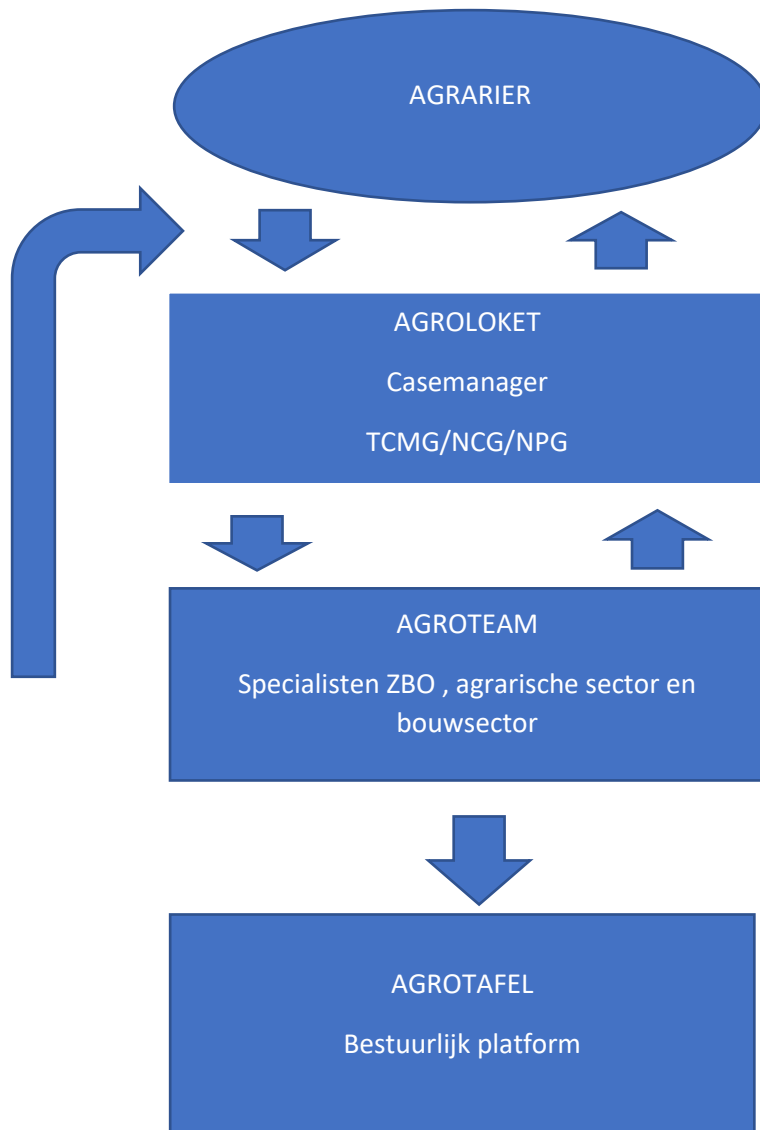 AGRARIER
AGROLOKET
Casemanager
TCMG/NCG/NPG
AGROTEAM
Specialisten ZBO , agrarische sector en
bouwsector
AGROTAFEL
Bestuurlijk platform